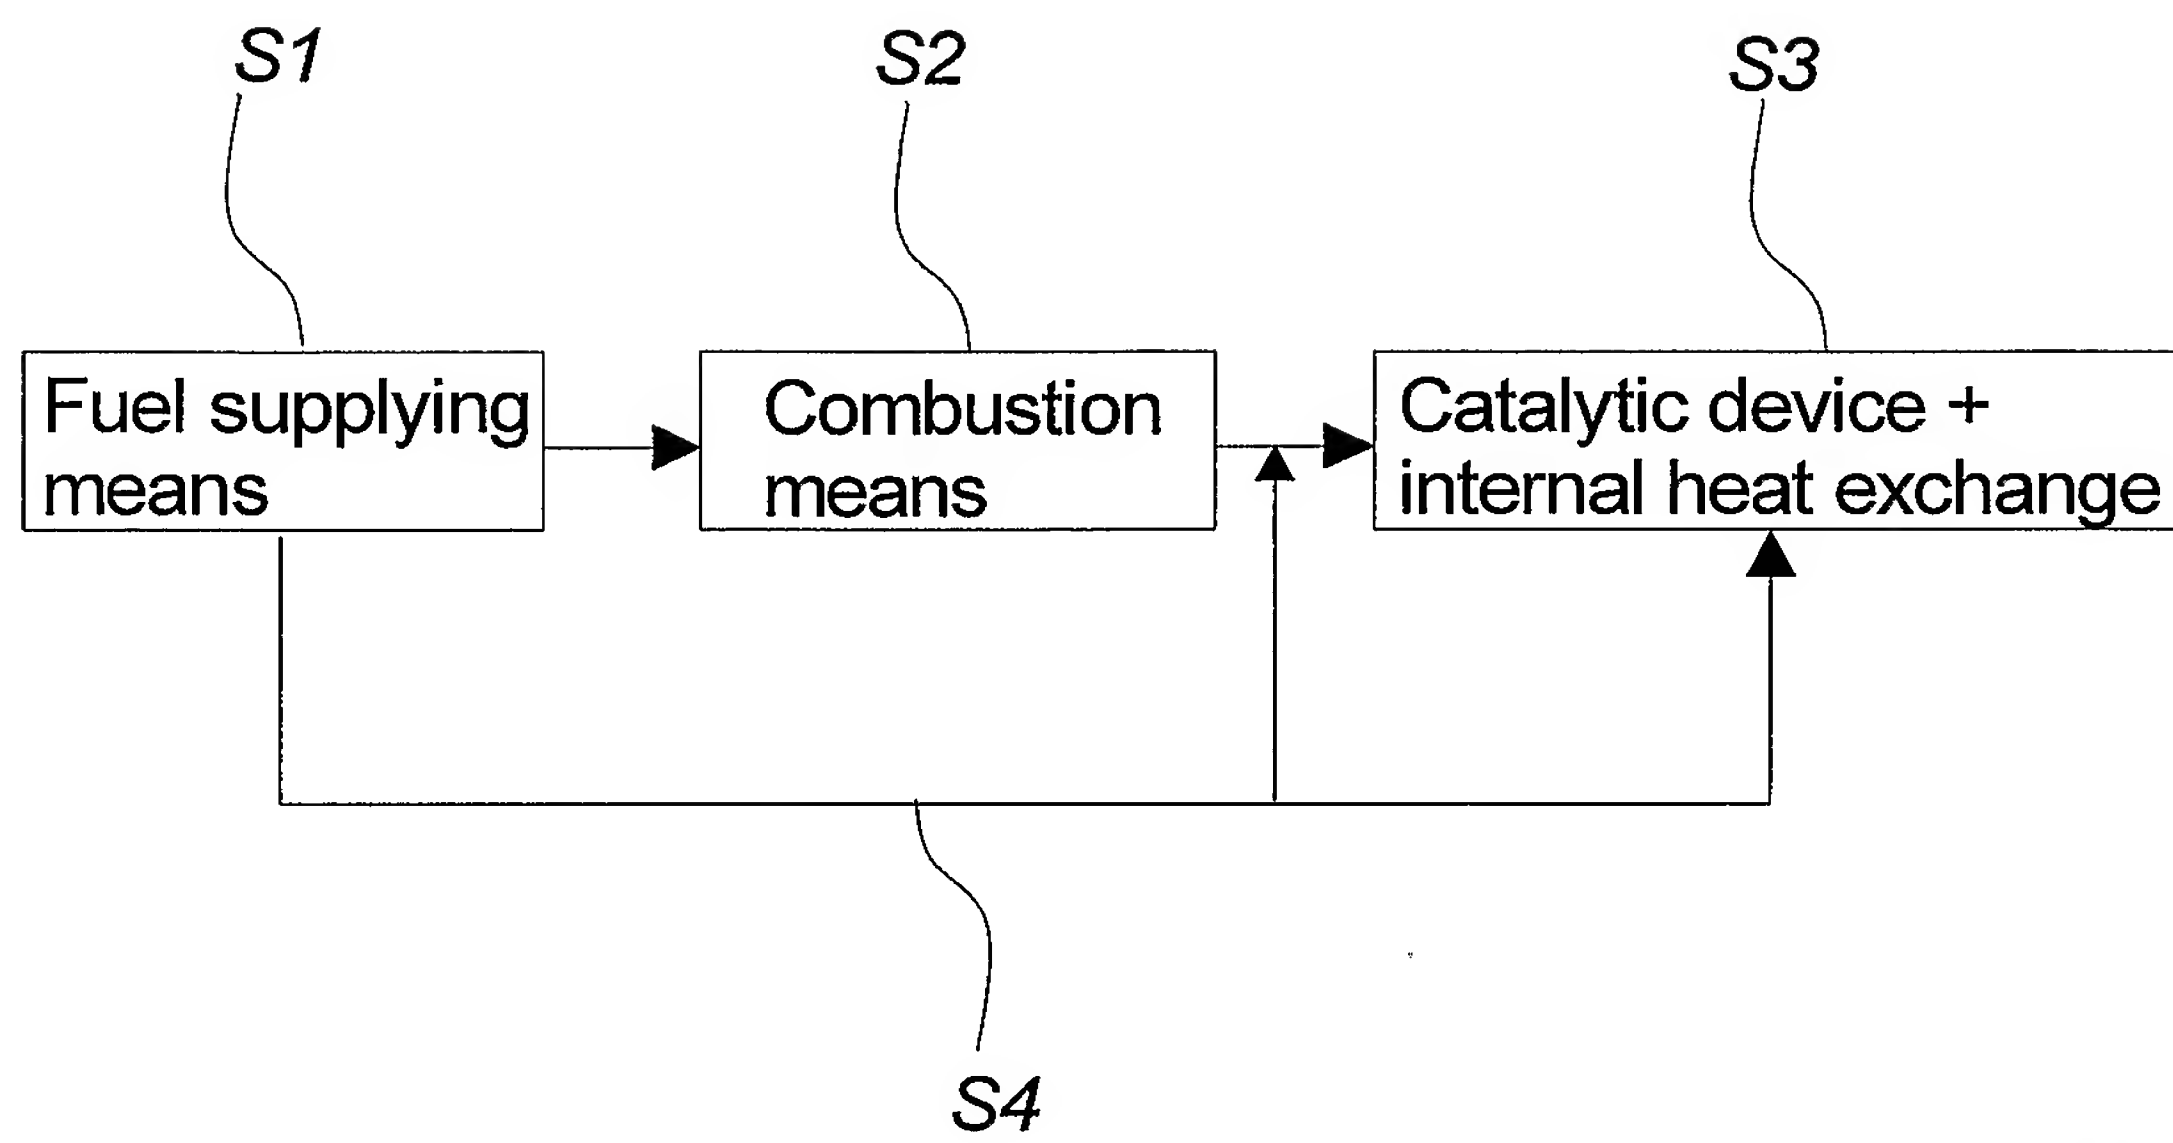 S1
S2
S3
Fuel supplying
means
Combustion
means
Catalytic device +
internal heat exchange
S4